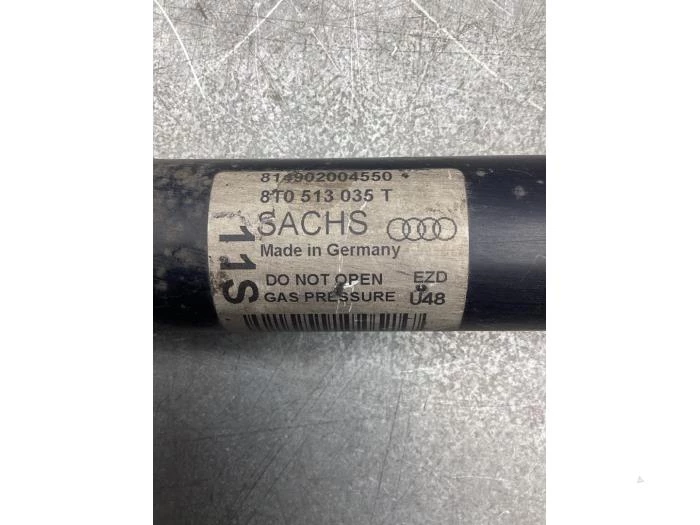 814902004550
8T0 513 035 T
SACHS
Made in Germany
11S
DO NOT OPEN EZD
GAS PRESSURE U48